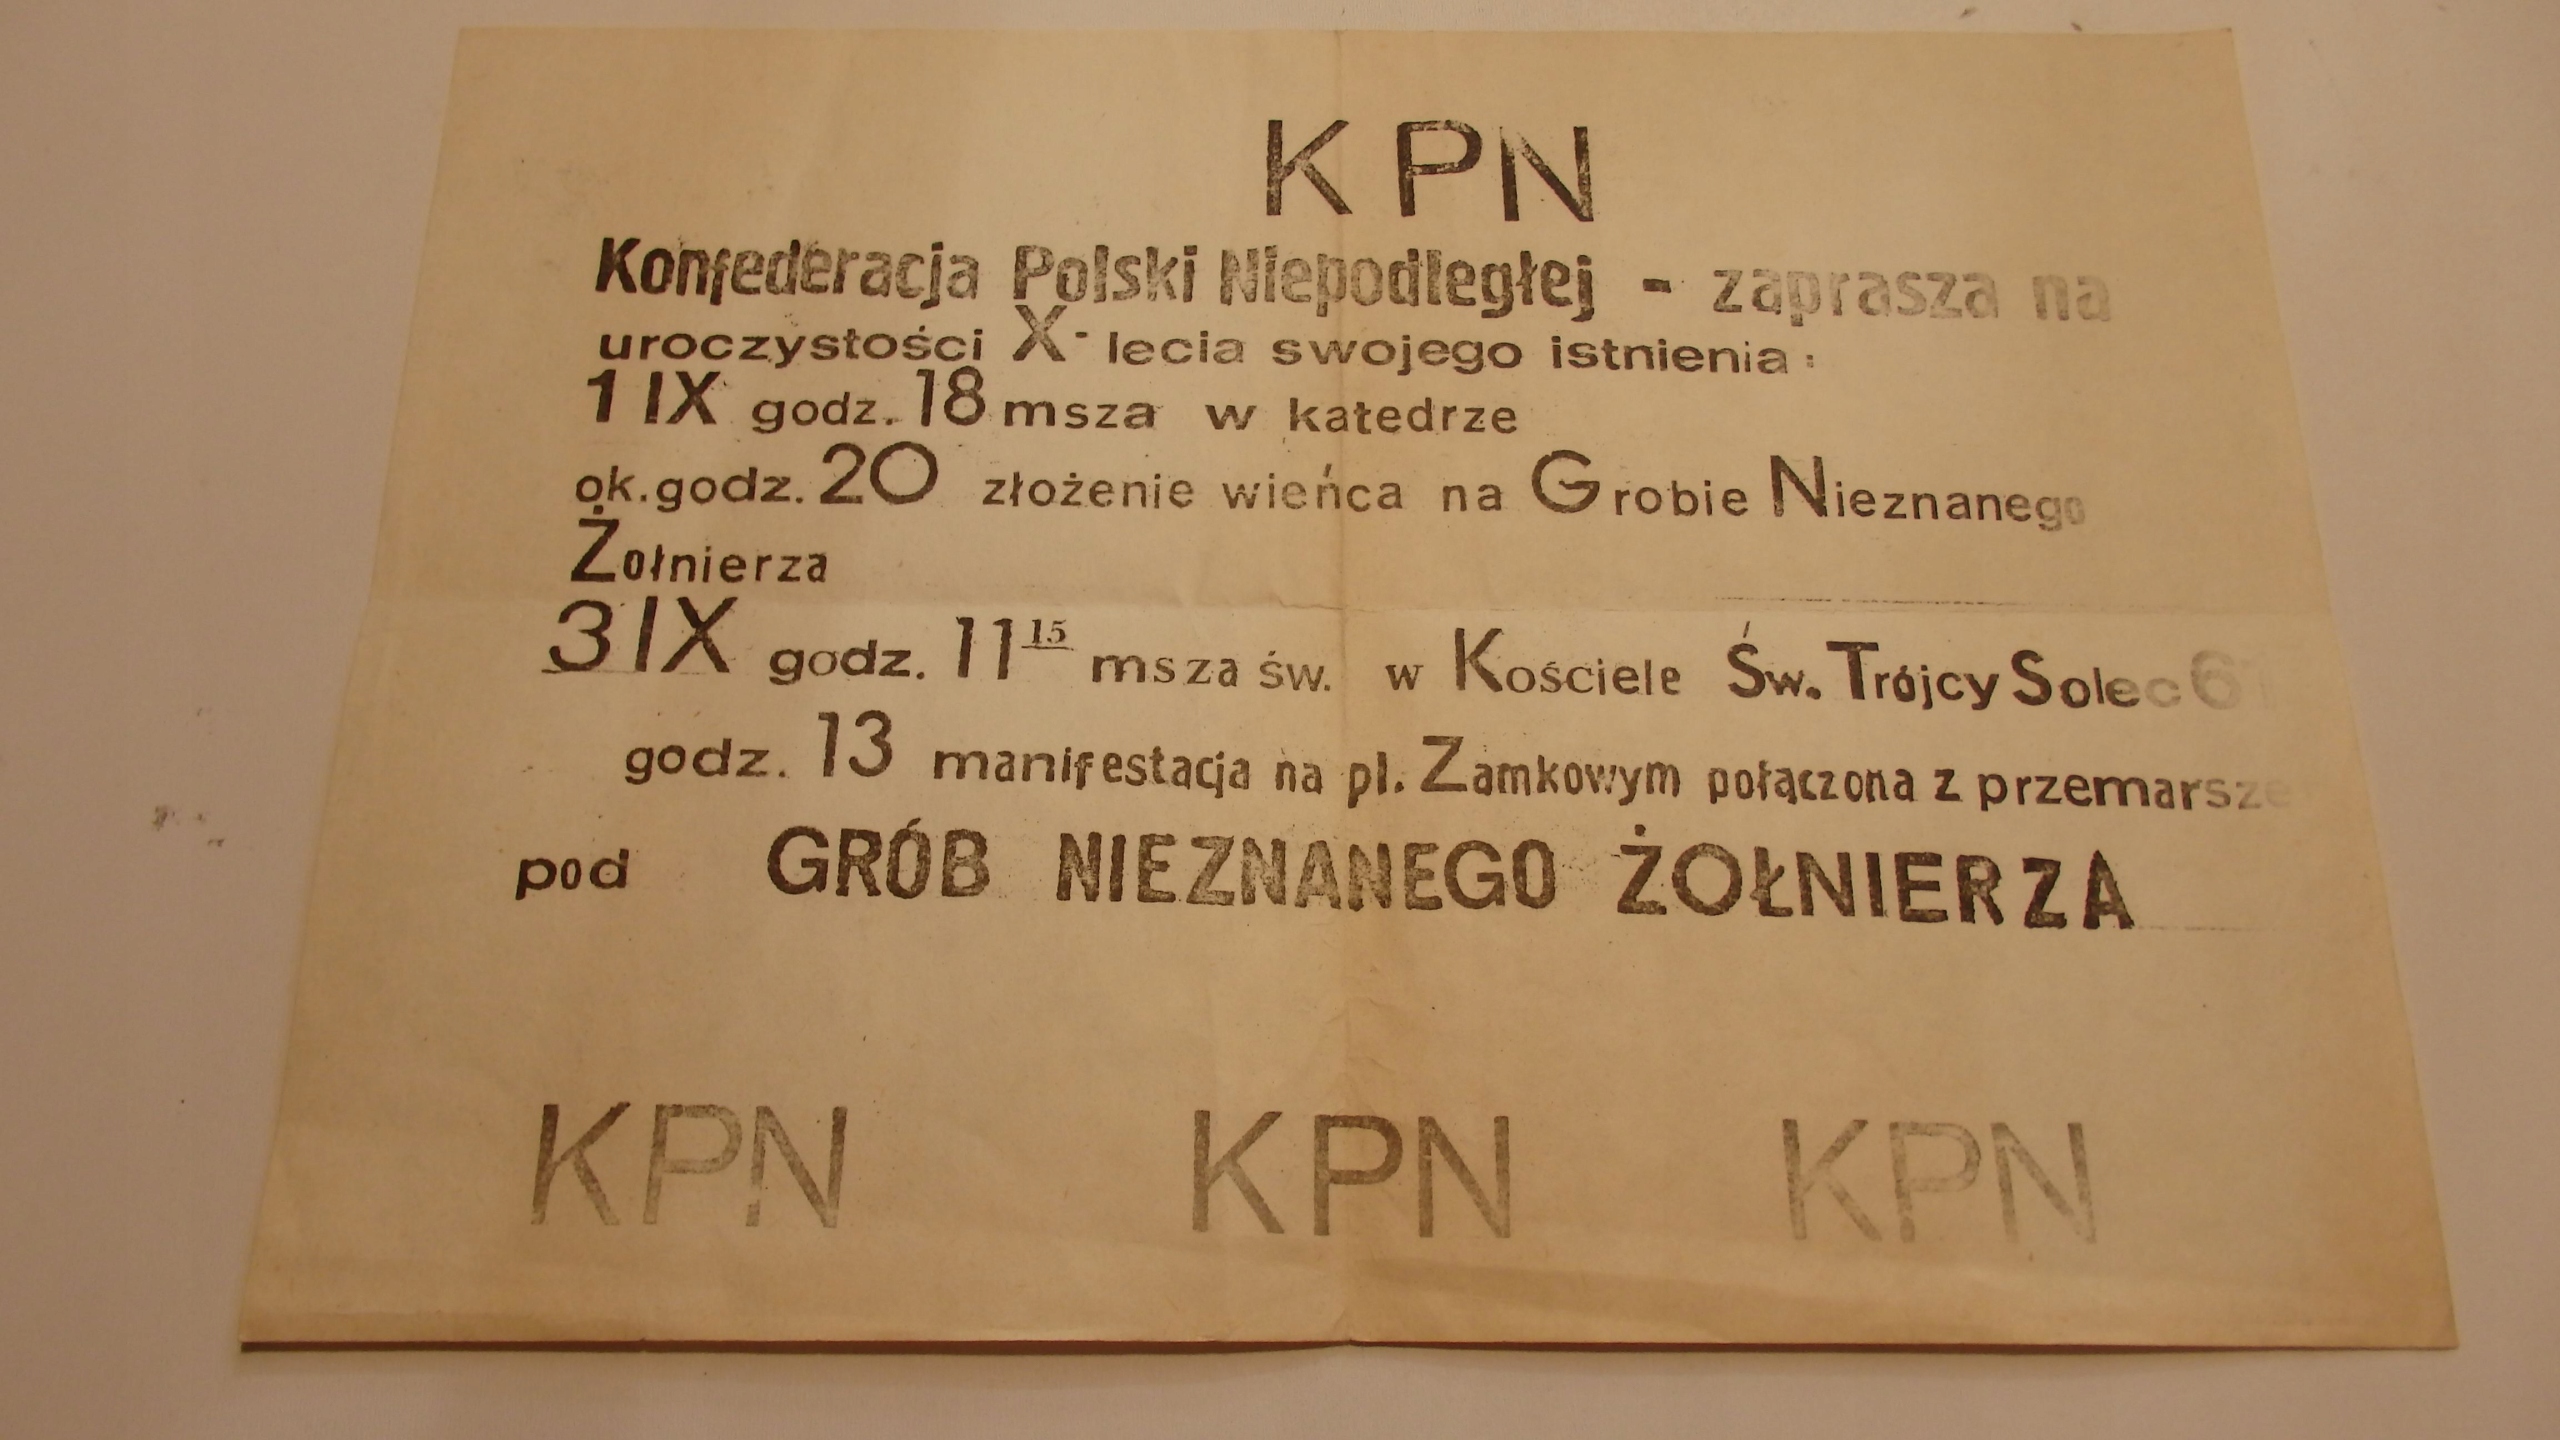 KPN
Konfederacja Polski Niepodległej - zaprasza na
uroczystości X-lecia swojego istnienia:
1 IX godz. 18 msza w katedrze
ok. godz. 20 złożenie wieńca na Grobie Nieznanego
Żołnierza
3 IX godz. 11 15 msza św. w Kościele Św. Trójcy Solec 61
godz. 13 manifestacja na pl. Zamkowym połączona z przemarsze
pod GRÓB NIEZNANEGO ŻOŁNIERZA
KPN KPN KPN